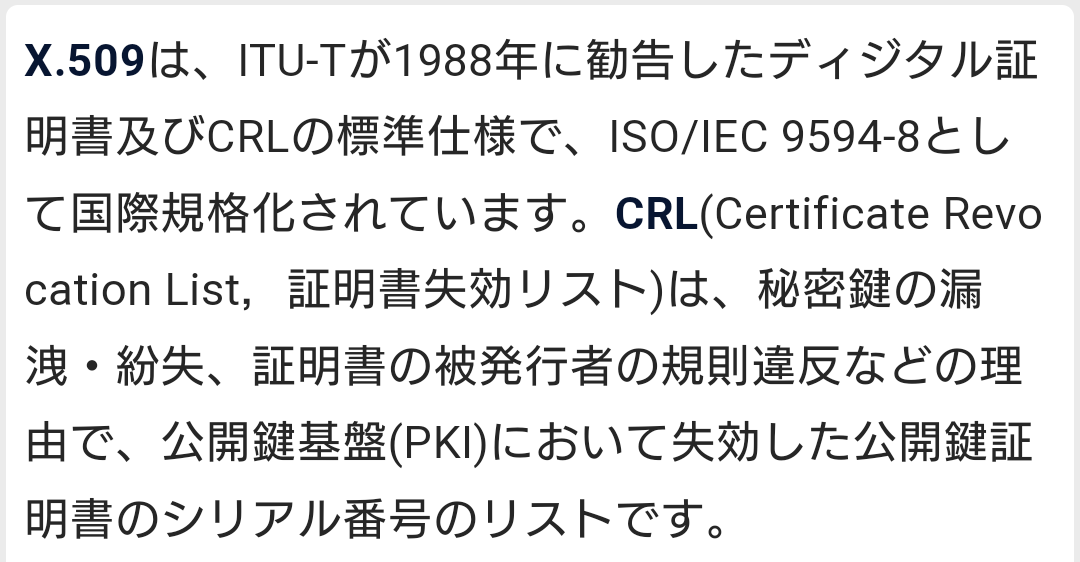 X.509は、ITU-Tが1988年に勧告したディジタル証
明書及びCRLの標準仕様で、ISO/IEC 9594-8とし
て国際規格化されています。CRL(Certificate Revo
cation List，証明書失効リスト)は、秘密鍵の漏
洩・紛失、証明書の被発行者の規則違反などの理
由で、公開鍵基盤(PKI)において失効した公開鍵証
明書のシリアル番号のリストです。